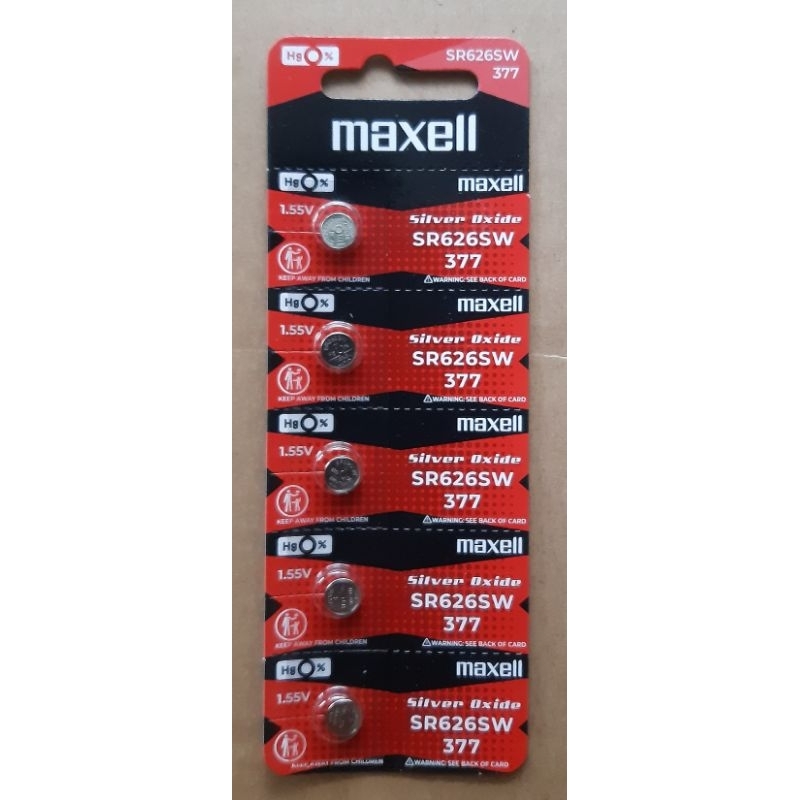 Hg 0 % SR626SW
377
maxell
Hg 0 % maxell
1.55V Silver Oxide
SR626SW
377
KEEP AWAY FROM CHILDREN WARNING: SEE BACK OF CARD
Hg 0 % maxell
1.55V Silver Oxide
SR626SW
377
KEEP AWAY FROM CHILDREN WARNING: SEE BACK OF CARD
Hg 0 % maxell
1.55V Silver Oxide
SR626SW
377
KEEP AWAY FROM CHILDREN WARNING: SEE BACK OF CARD
Hg 0 % maxell
1.55V Silver Oxide
SR626SW
377
KEEP AWAY FROM CHILDREN WARNING: SEE BACK OF CARD
Hg 0 % maxell
1.55V Silver Oxide
SR626SW
377
KEEP AWAY FROM CHILDREN WARNING: SEE BACK OF CARD